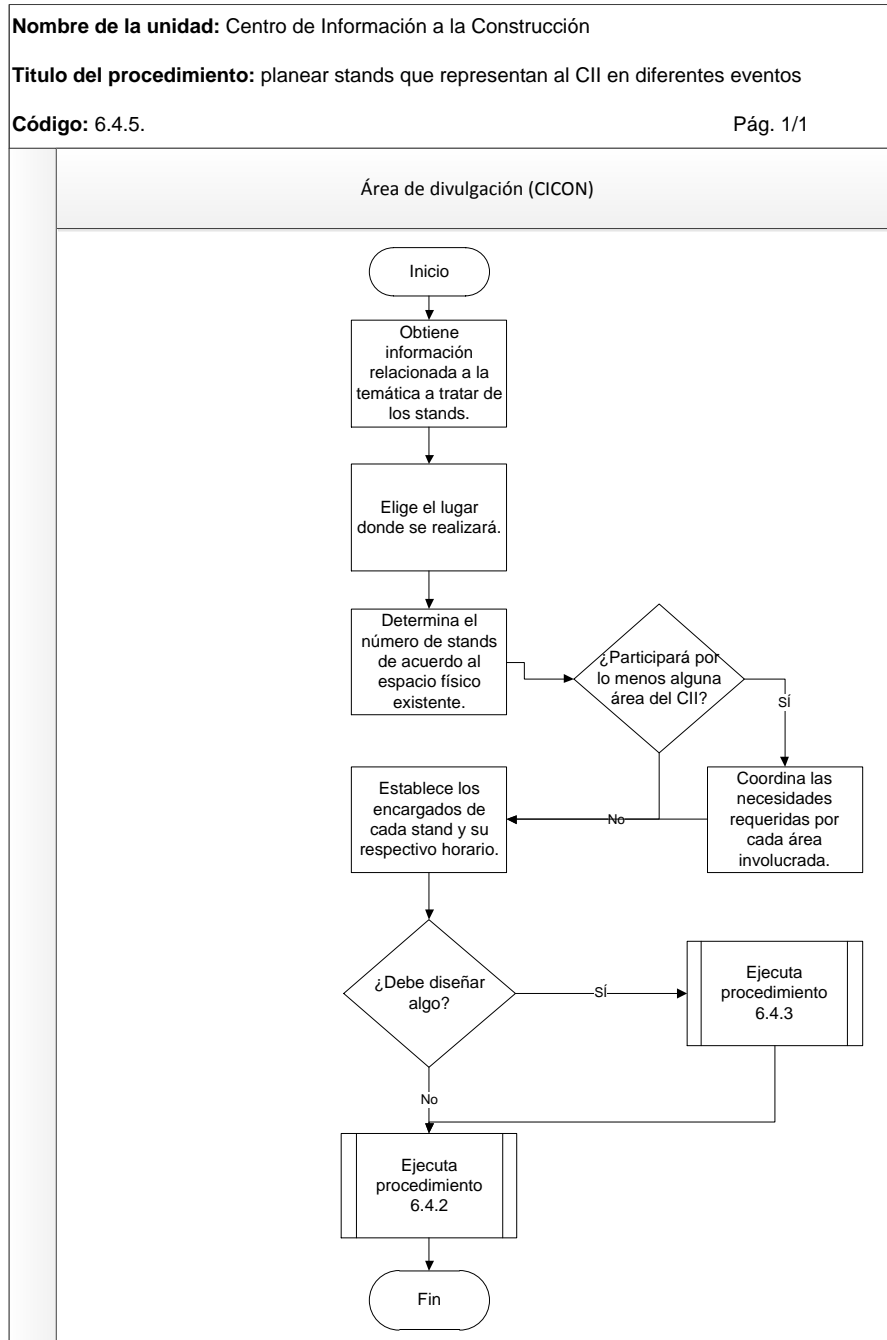 Nombre de la unidad: Centro de Información a la Construcción
Titulo del procedimiento: planear stands que representan al CII en diferentes eventos
Código: 6.4.5. Pág. 1/1
Área de divulgación (CICON)
Inicio
Obtiene
información
relacionada a la
temática a tratar de
los stands.
Elige el lugar
donde se realizará.
Determina el
número de stands
de acuerdo al
espacio físico
existente.
¿Participará por
lo menos alguna
área del CII?
SÍ
Coordina las
necesidades
requeridas por
cada área
involucrada.
No
Establece los
encargados de
cada stand y su
respectivo horario.
¿Debe diseñar
algo?
SÍ
Ejecuta
procedimiento
6.4.3
No
Ejecuta
procedimiento
6.4.2
Fin